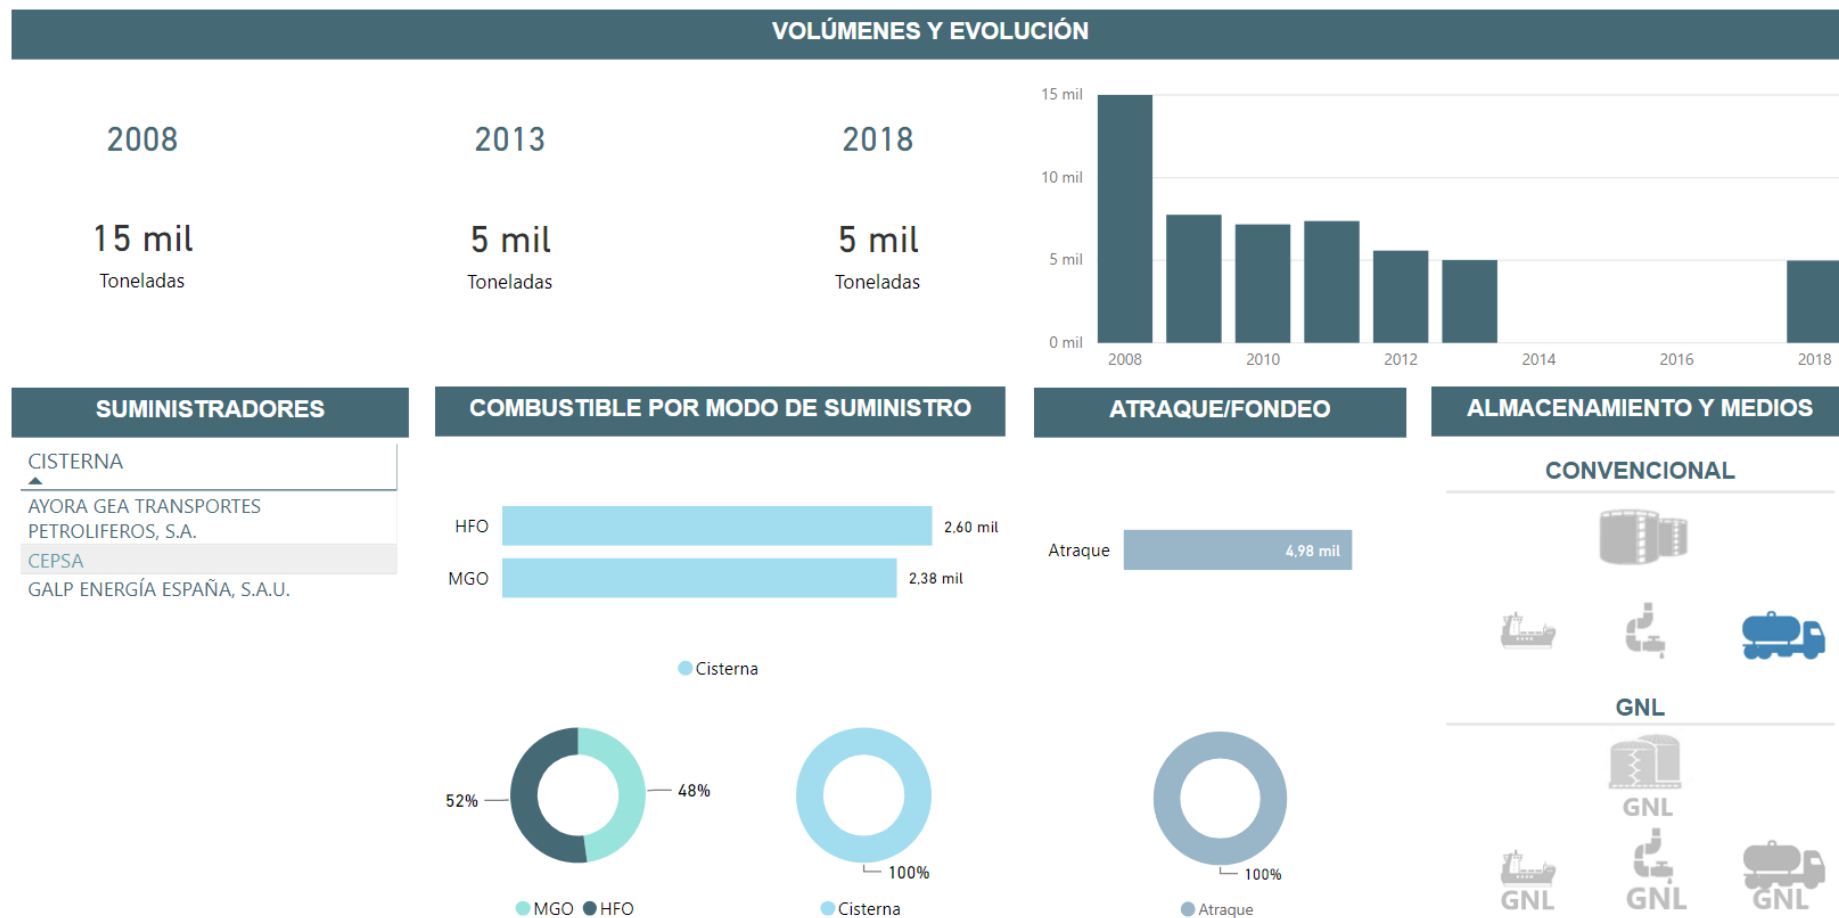 VOLÚMENES Y EVOLUCIÓN
2008
2013
2018
15 mil
5 mil
5 mil
Toneladas
Toneladas
Toneladas
15 mil
10 mil
5 mil
0 mil
2008
2010
2012
2014
2016
2018
SUMINISTRADORES
CISTERNA
AYORA GEA TRANSPORTES
PETROLIFEROS, S.A.
CEPSA
GALP ENERGÍA ESPAÑA, S.A.U.
COMBUSTIBLE POR MODO DE SUMINISTRO
HFO
2,60 mil
MGO
2,38 mil
Cisterna
52%
48%
MGO
HFO
100%
Cisterna
ATRAQUE/FONDEO
Atraque
4,98 mil
100%
Atraque
ALMACENAMIENTO Y MEDIOS
CONVENCIONAL
GNL
GNL
GNL
GNL
GNL